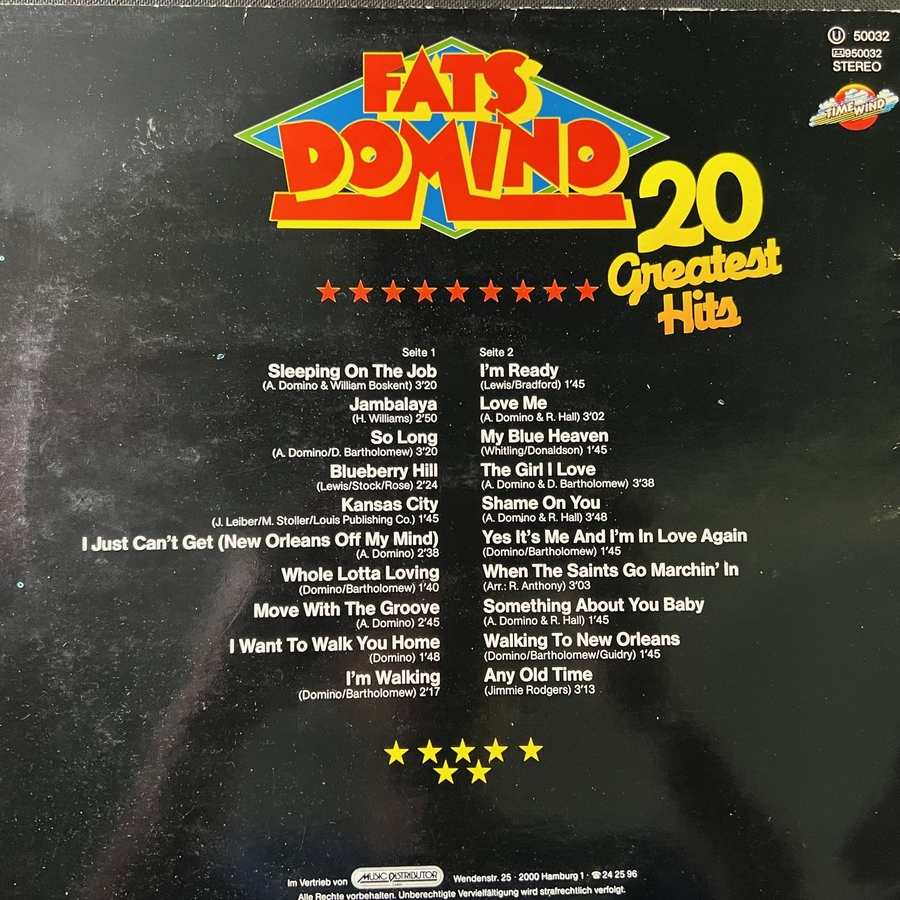 Ⓤ 50032
950032
STEREO
TIME WIND
FATS
DOMINO
20
Greatest
Hits
Seite 1
Sleeping On The Job
(A. Domino & William Boskent) 3'20
Jambalaya
(H. Williams) 2'50
So Long
(A. Domino/D. Bartholomew) 3'20
Blueberry Hill
(Lewis/Stock/Rose) 2'24
Kansas City
(J. Leiber/M. Stoller/Louis Publishing Co.) 1'45
I Just Can't Get (New Orleans Off My Mind)
(A. Domino) 2'38
Whole Lotta Loving
(Domino/Bartholomew) 1'40
Move With The Groove
(A. Domino) 2'45
I Want To Walk You Home
(Domino) 1'48
I'm Walking
(Domino/Bartholomew) 2'17
Seite 2
I'm Ready
(Lewis/Bradford) 1'45
Love Me
(A. Domino & R. Hall) 3'02
My Blue Heaven
(Whitling/Donaldson) 1'45
The Girl I Love
(A. Domino & D. Bartholomew) 3'38
Shame On You
(A. Domino & R. Hall) 3'48
Yes It's Me And I'm In Love Again
(Domino/Bartholomew) 1'45
When The Saints Go Marchin' In
(Arr.: R. Anthony) 3'03
Something About You Baby
(A. Domino & R. Hall) 1'45
Walking To New Orleans
(Domino/Bartholomew/Guidry) 1'45
Any Old Time
(Jimmie Rodgers) 3'13
Im Vertrieb von MUSIC DISTRIBUTOR Wendenstr. 25 · 2000 Hamburg 1 · ☎ 24 25 96
Alle Rechte vorbehalten. Unberechtigte Vervielfältigung wird strafrechtlich verfolgt.